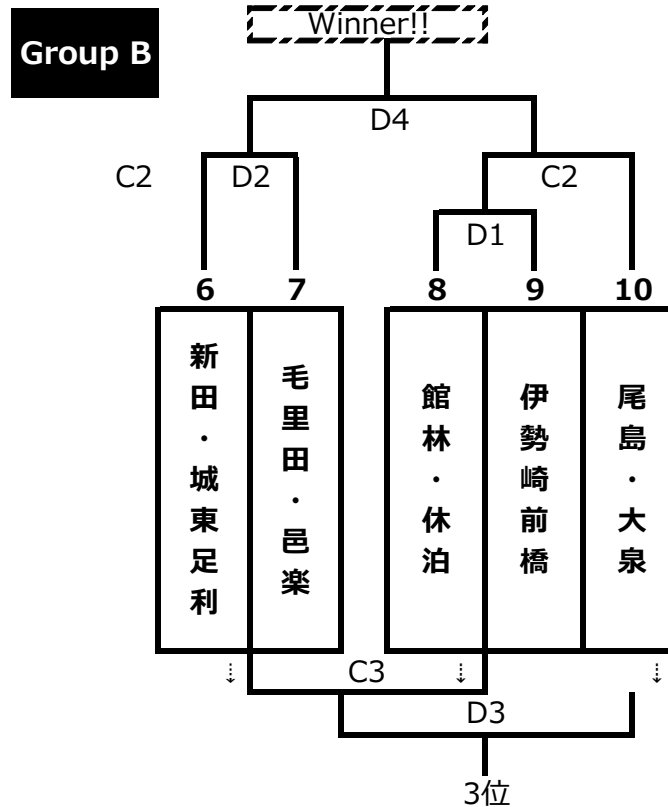 Winner!!
Group B
D4
C2
D2
C2
D1
6
7
8
9
10
新田・城東足利
毛里田・邑楽
館林・休泊
伊勢崎前橋
尾島・大泉
⇣
C3
⇣
⇣
D3
3位